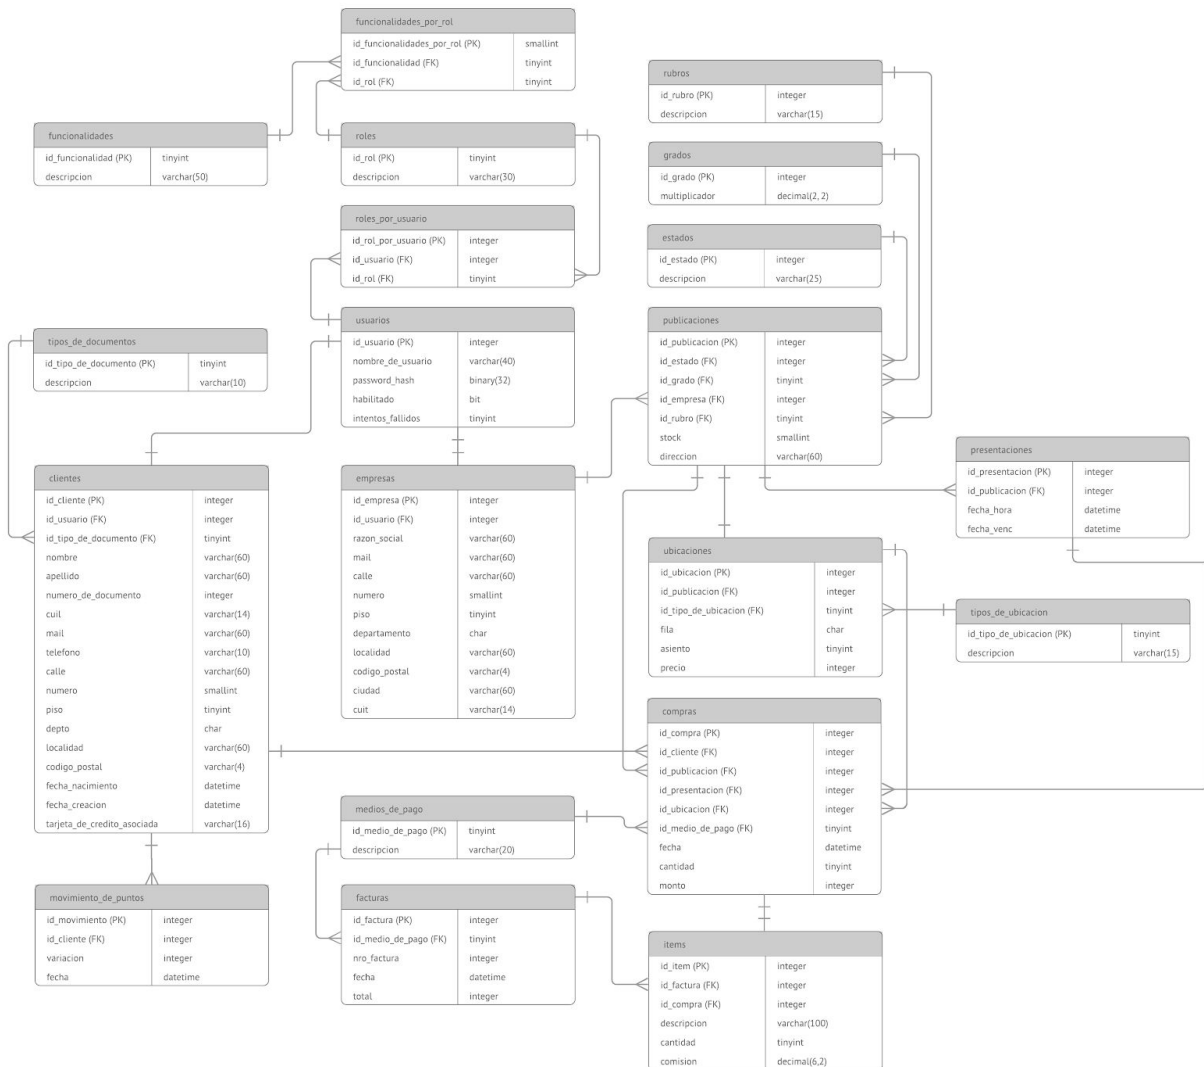 funcionalidades_por_rol
id_funcionalidades_por_rol (PK) smallint
id_funcionalidad (FK) tinyint
id_rol (FK) tinyint
funcionalidades
id_funcionalidad (PK) tinyint
descripcion varchar(50)
roles
id_rol (PK) tinyint
descripcion varchar(30)
roles_por_usuario
id_rol_por_usuario (PK) integer
id_usuario (FK) integer
id_rol (FK) tinyint
tipos_de_documentos
id_tipo_de_documento (PK) tinyint
descripcion varchar(10)
usuarios
id_usuario (PK) integer
nombre_de_usuario varchar(40)
password_hash binary(32)
habilitado bit
intentos_fallidos tinyint
clientes
id_cliente (PK) integer
id_usuario (FK) integer
id_tipo_de_documento (FK) tinyint
nombre varchar(60)
apellido varchar(60)
numero_de_documento integer
cuil varchar(14)
mail varchar(60)
telefono varchar(10)
calle varchar(60)
numero smallint
piso tinyint
depto char
localidad varchar(60)
codigo_postal varchar(4)
fecha_nacimiento datetime
fecha_creacion datetime
tarjeta_de_credito_asociada varchar(16)
movimiento_de_puntos
id_movimiento (PK) integer
id_cliente (FK) integer
variacion integer
fecha datetime
empresas
id_empresa (PK) integer
id_usuario (FK) integer
razon_social varchar(60)
mail varchar(60)
calle varchar(60)
numero smallint
piso tinyint
departamento char
localidad varchar(60)
codigo_postal varchar(4)
ciudad varchar(60)
cuit varchar(14)
medios_de_pago
id_medio_de_pago (PK) tinyint
descripcion varchar(20)
facturas
id_factura (PK) integer
id_medio_de_pago (FK) tinyint
nro_factura integer
fecha datetime
total integer
rubros
id_rubro (PK) integer
descripcion varchar(15)
grados
id_grado (PK) integer
multiplicador decimal(2,2)
estados
id_estado (PK) integer
descripcion varchar(25)
publicaciones
id_publicacion (PK) integer
id_estado (FK) integer
id_grado (FK) tinyint
id_empresa (FK) integer
id_rubro (FK) tinyint
stock smallint
direccion varchar(60)
ubicaciones
id_ubicacion (PK) integer
id_publicacion (FK) integer
id_tipo_de_ubicacion (FK) tinyint
fila char
asiento tinyint
precio integer
compras
id_compra (PK) integer
id_cliente (FK) integer
id_publicacion (FK) integer
id_presentacion (FK) integer
id_ubicacion (FK) integer
id_medio_de_pago (FK) tinyint
fecha datetime
cantidad tinyint
monto integer
items
id_item (PK) integer
id_factura (FK) integer
id_compra (FK) integer
descripcion varchar(100)
cantidad tinyint
comision decimal(6,2)
presentaciones
id_presentacion (PK) integer
id_publicacion (FK) integer
fecha_hora datetime
fecha_venc datetime
tipos_de_ubicacion
id_tipo_de_ubicacion (PK) tinyint
descripcion varchar(15)